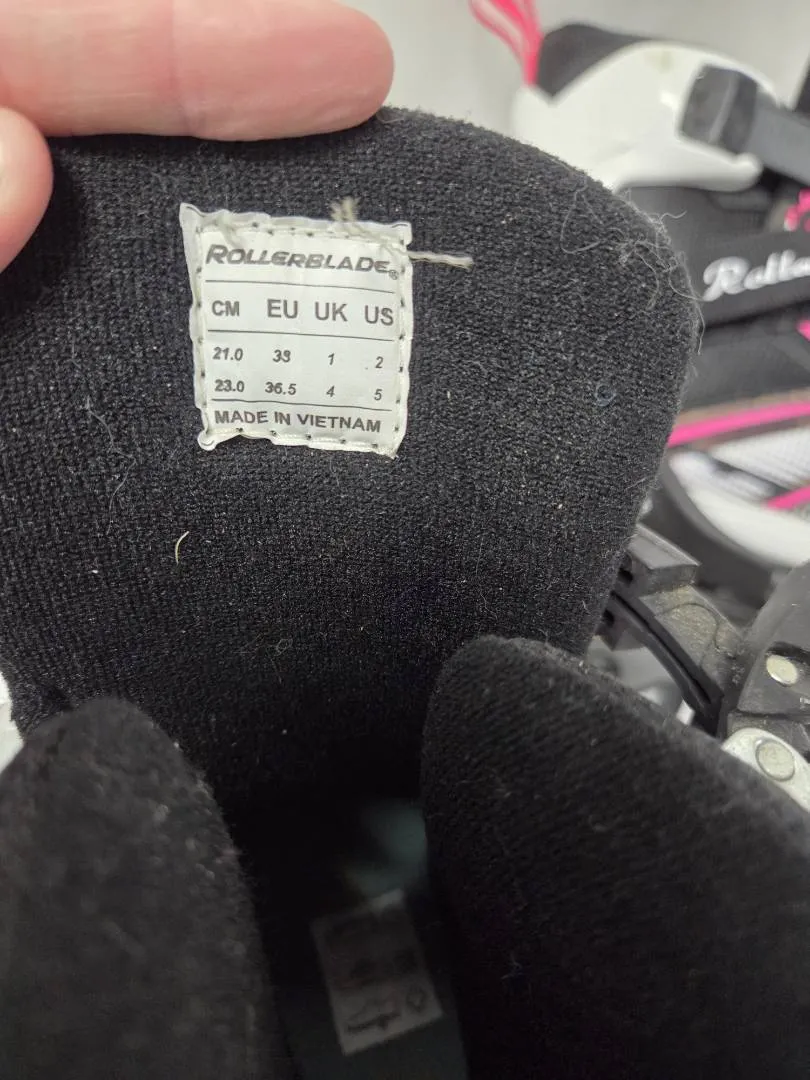 ROLLERBLADE®
CM EU UK US
21.0 33 1 2
23.0 36.5 4 5
MADE IN VIETNAM